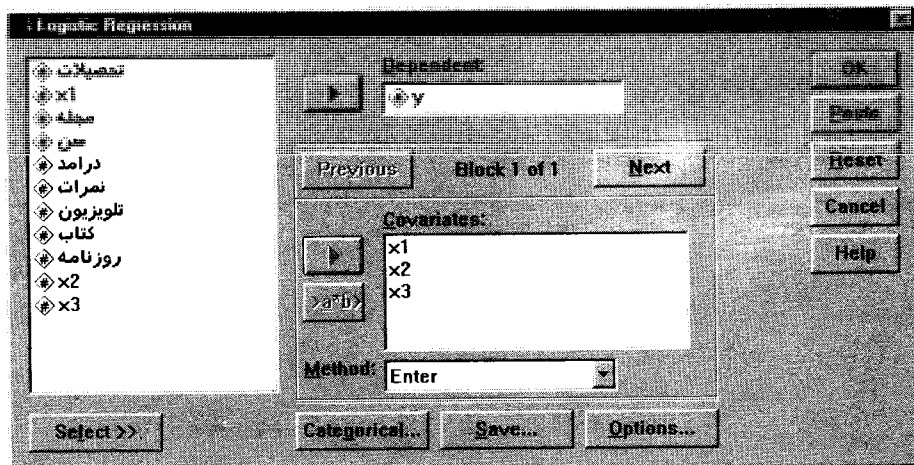 Logistic Regression
تحصیلات
x1
مجله
سن
درامد
نمرات
تلویزیون
کتاب
روزنامه
x2
x3
Select >>
Dependent:
y
Previous
Block 1 of 1
Next
Covariates:
x1
x2
x3
>a*b>
Method:
Enter
Categorical...
Save...
Options...
OK
Paste
Reset
Cancel
Help